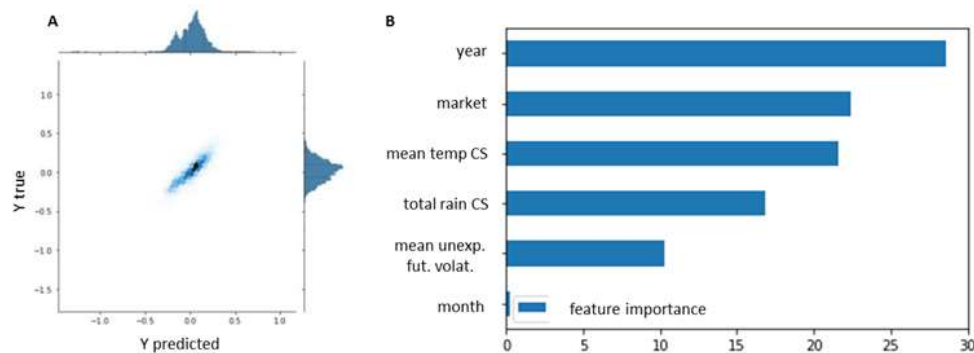 A
B
1.0
0.5
0.0
−0.5
−1.0
−1.5
Y true
−1.0
−0.5
0.0
0.5
1.0
Y predicted
year
market
mean temp CS
total rain CS
mean unexp.
fut. volat.
month
feature importance
0
5
10
15
20
25
30